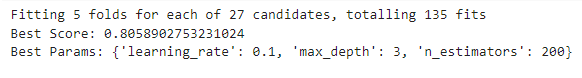 Fitting 5 folds for each of 27 candidates, totalling 135 fits
Best Score: 0.8058902753231024
Best Params: {'learning_rate': 0.1, 'max_depth': 3, 'n_estimators': 200}